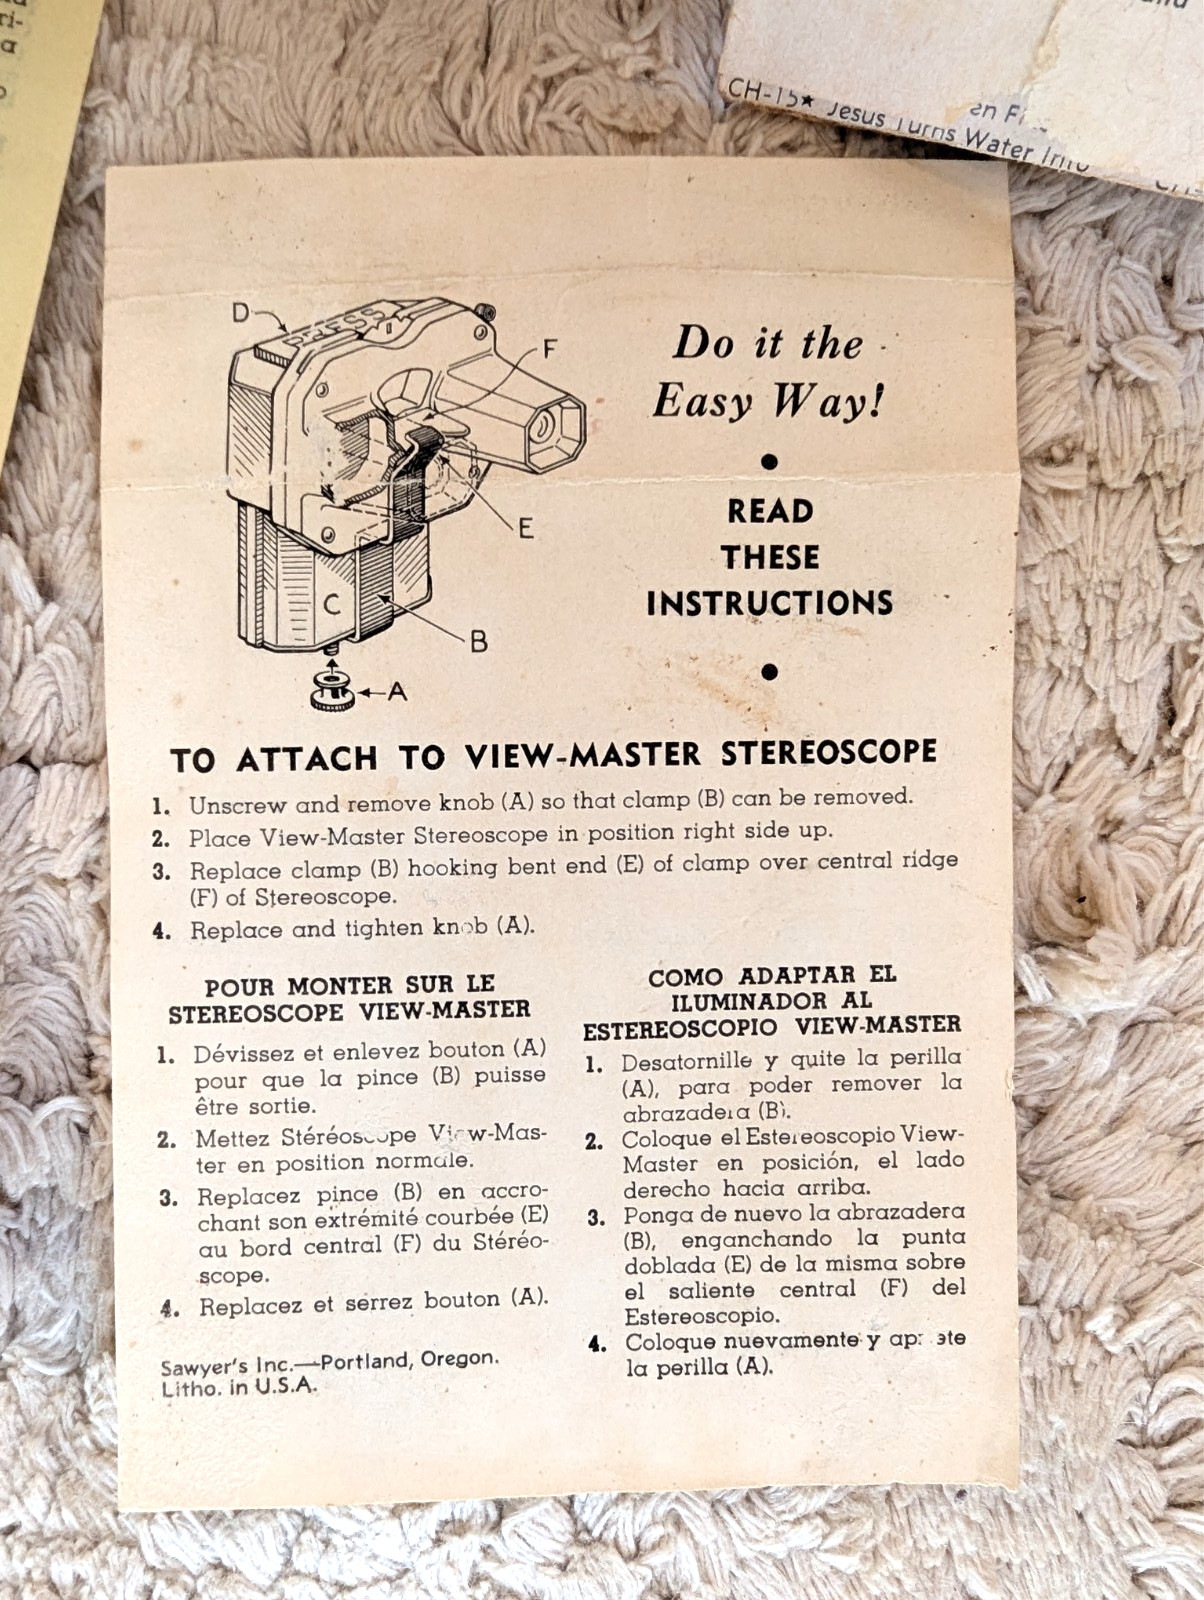 ri-
a
CH-15★ Jesus Turns Water Into
en
D
PRESS
F
E
C
B
A
Do it the
Easy Way!
•
READ
THESE
INSTRUCTIONS
•
TO ATTACH TO VIEW-MASTER STEREOSCOPE
1. Unscrew and remove knob (A) so that clamp (B) can be removed.
2. Place View-Master Stereoscope in position right side up.
3. Replace clamp (B) hooking bent end (E) of clamp over central ridge
(F) of Stereoscope.
4. Replace and tighten knob (A).
POUR MONTER SUR LE
STEREOSCOPE VIEW-MASTER
1. Dévissez et enlevez bouton (A)
pour que la pince (B) puisse
être sortie.
2. Mettez Stéréoscope View-Mas-
ter en position normale.
3. Replacez pince (B) en accro-
chant son extrémité courbée (E)
au bord central (F) du Stéréo-
scope.
4. Replacez et serrez bouton (A).
Sawyer's Inc.—Portland, Oregon.
Litho. in U.S.A.
COMO ADAPTAR EL
ILUMINADOR AL
ESTEREOSCOPIO VIEW-MASTER
1. Desatornille y quite la perilla
(A), para poder remover la
abrazadera (B).
2. Coloque el Estereoscopio View-
Master en posición, el lado
derecho hacia arriba.
3. Ponga de nuevo la abrazadera
(B), enganchando la punta
doblada (E) de la misma sobre
el saliente central (F) del
Estereoscopio.
4. Coloque nuevamente y apriete
la perilla (A).